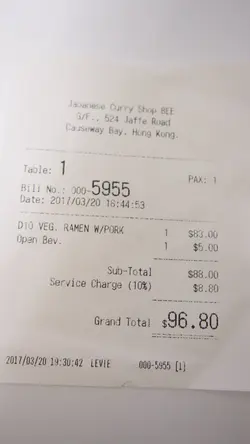 Japanese Curry Shop BEE
G/F., 524 Jaffe Road
Causeway Bay, Hong Kong.
Table: 1 PAX: 1
Bill No.: 000-5955
Date: 2017/03/20 18:44:53
D10 VEG. RAMEN W/PORK 1 $83.00
Open Bev. 1 $5.00
Sub-Total $88.00
Service Charge (10%) $8.80
Grand Total $96.80
2017/03/20 19:30:42 LEVIE 000-5955 [1]